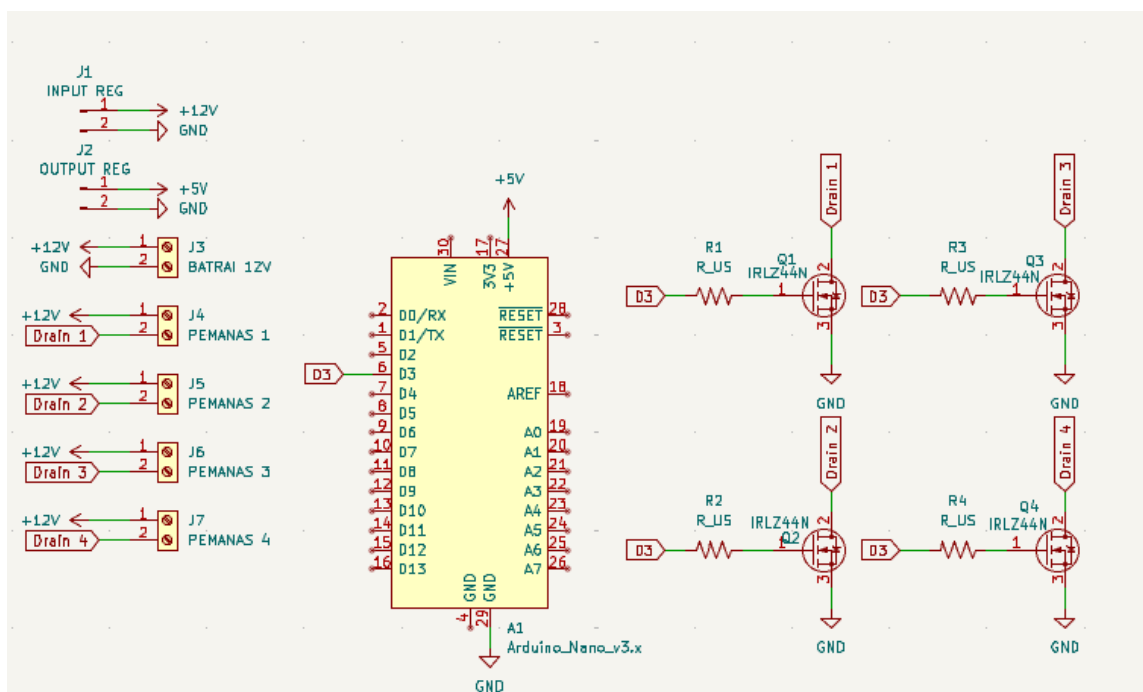 J1
INPUT REG
1 +12V
2 GND
J2
OUTPUT REG
1 +5V
2 GND
+12V 1 J3
GND 2 BATRAI 12V
+12V 1 J4
Drain 1 2 PEMANAS 1
+12V 1 J5
Drain 2 2 PEMANAS 2
+12V 1 J6
Drain 3 2 PEMANAS 3
+12V 1 J7
Drain 4 2 PEMANAS 4
+5V
30 17 27
VIN 3V3 +5V
2 D0/RX RESET 28
1 D1/TX RESET 3
5 D2
D3 6 D3
7 D4 AREF 18
8 D5
9 D6 A0 19
10 D7 A1 20
11 D8 A2 21
12 D9 A3 22
13 D10 A4 23
14 D11 A5 24
15 D12 A6 25
16 D13 A7 26
GND GND
4 29
A1
Arduino_Nano_v3.x
GND
Drain 1
R1
R_US
Q1
IRLZ44N
D3 1 2 3
GND
Drain 3
R3
R_US
Q3
IRLZ44N
D3 1 2 3
GND
Drain 2
R2
R_US
IRLZ44N
Q2
D3 1 2 3
GND
Drain 4
R4
R_US
Q4
IRLZ44N
D3 1 2 3
GND